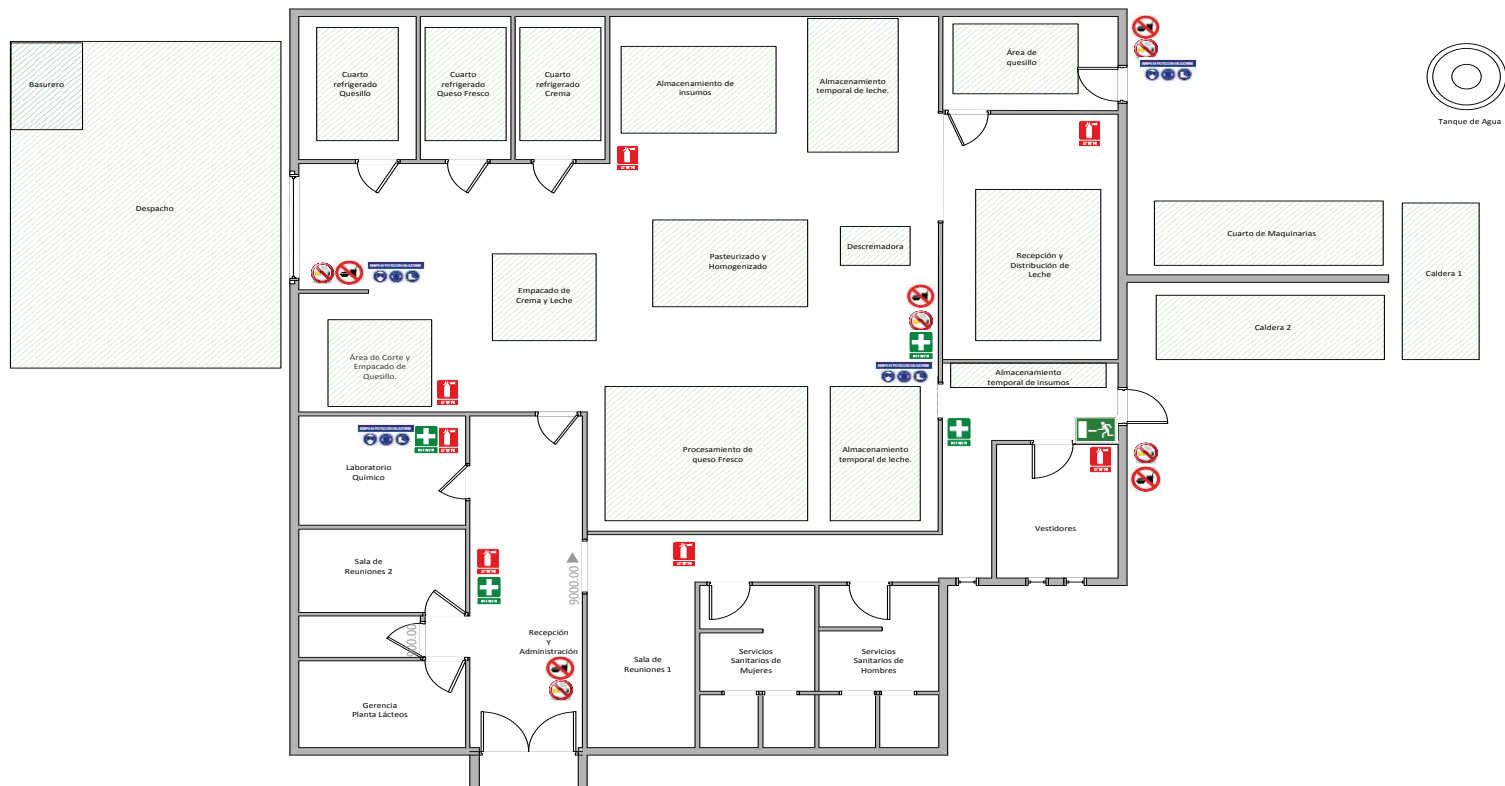 Basurero
Despacho
Cuarto
refrigerado
Quesillo
Cuarto
refrigerado
Queso Fresco
Cuarto
refrigerado
Crema
Almacenamiento de
insumos
Almacenamiento
temporal de leche.
Área de
quesillo
Tanque de Agua
Cuarto de Maquinarias
Caldera 1
Caldera 2
Recepción y
Distribución de
Leche
Descremadora
Pasteurizado y
Homogenizado
Empacado de
Crema y Leche
Área de Corte y
Empacado de
Quesillo.
Almacenamiento
temporal de insumos
Procesamiento de
queso Fresco
Almacenamiento
temporal de leche.
Laboratorio
Químico
Vestidores
Sala de
Reuniones 2
9000.00
Recepción
Y
Administración
Sala de
Reuniones 1
Servicios
Sanitarios de
Mujeres
Servicios
Sanitarios de
Hombres
Gerencia
Planta Lácteos